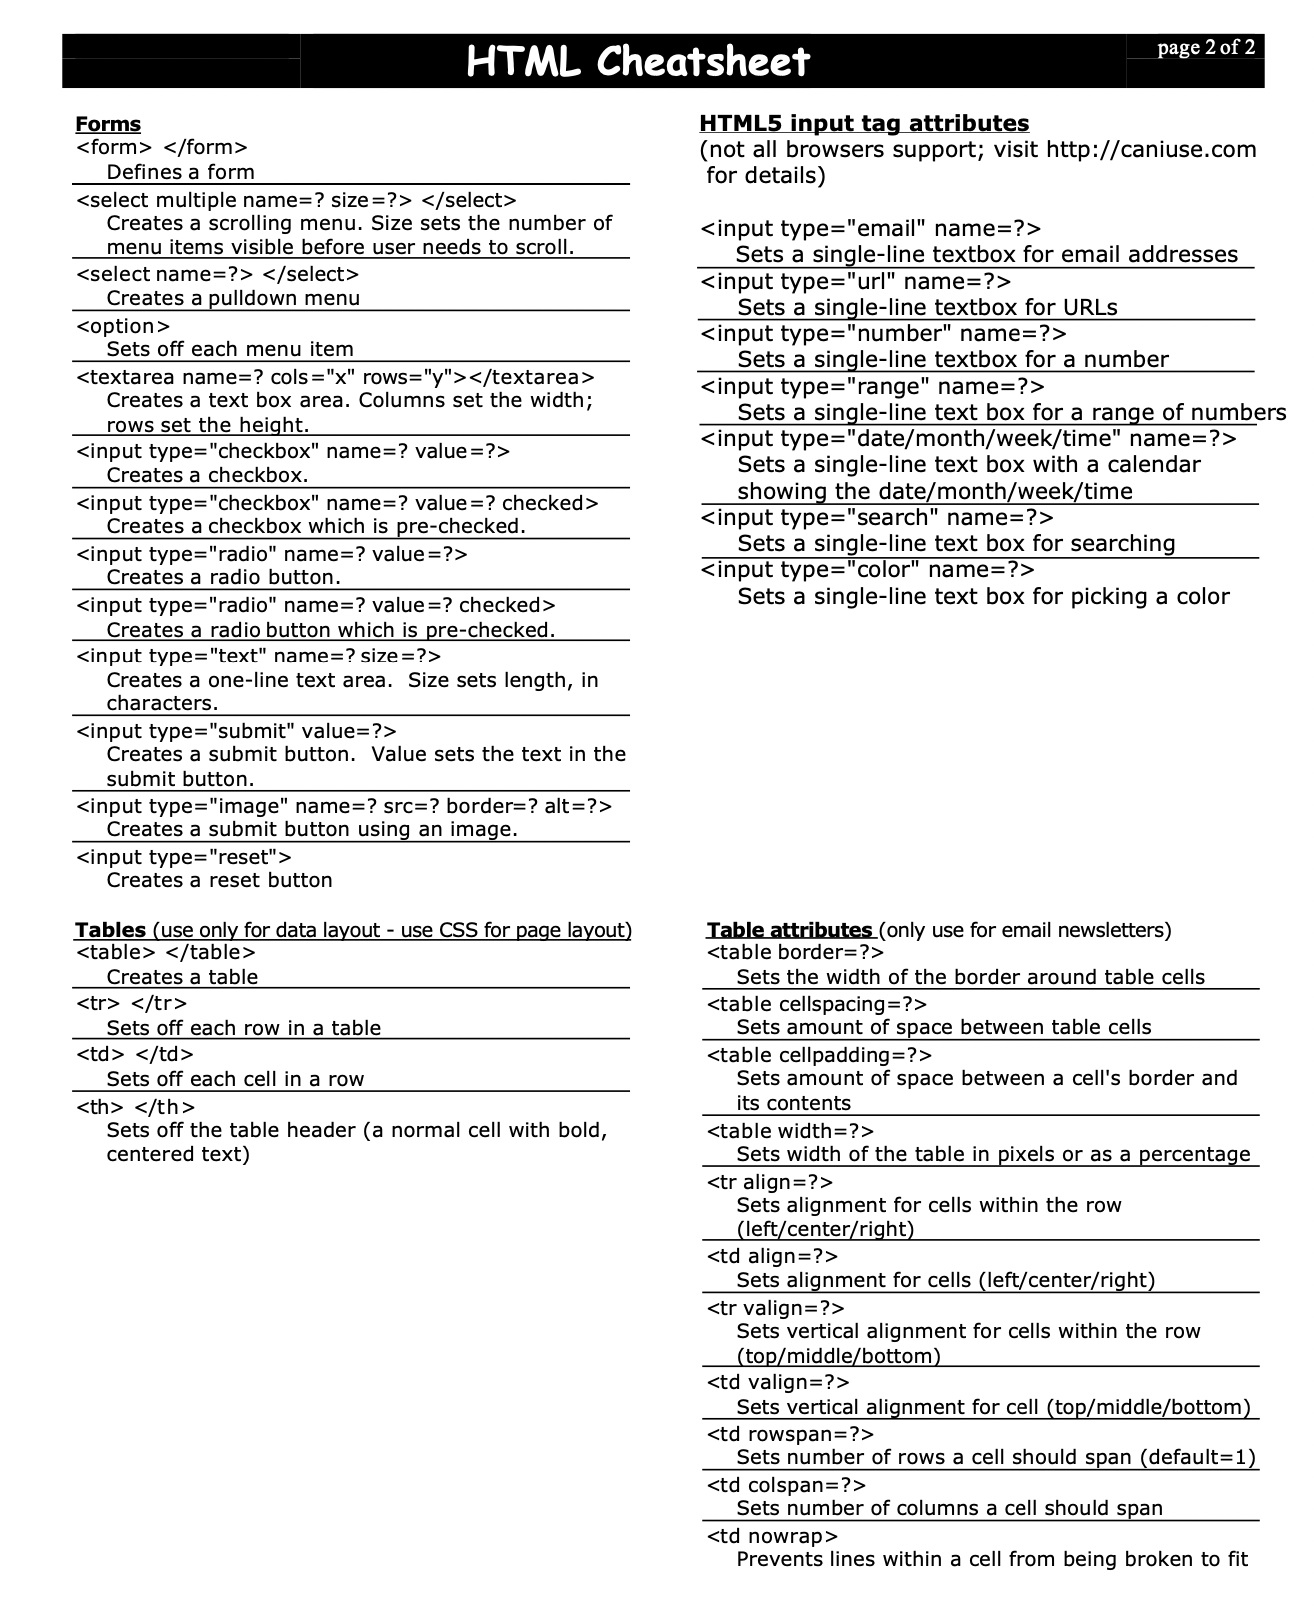 HTML Cheatsheet
page 2 of 2
Forms
<form> </form>
Defines a form
<select multiple name=? size=?> </select>
Creates a scrolling menu. Size sets the number of
menu items visible before user needs to scroll.
<select name=?> </select>
Creates a pulldown menu
<option>
Sets off each menu item
<textarea name=? cols="x" rows="y"></textarea>
Creates a text box area. Columns set the width;
rows set the height.
<input type="checkbox" name=? value=?>
Creates a checkbox.
<input type="checkbox" name=? value=? checked>
Creates a checkbox which is pre-checked.
<input type="radio" name=? value=?>
Creates a radio button.
<input type="radio" name=? value=? checked>
Creates a radio button which is pre-checked.
<input type="text" name=? size=?>
Creates a one-line text area.  Size sets length, in
characters.
<input type="submit" value=?>
Creates a submit button.  Value sets the text in the
submit button.
<input type="image" name=? src=? border=? alt=?>
Creates a submit button using an image.
<input type="reset">
Creates a reset button
HTML5 input tag attributes
(not all browsers support; visit http://caniuse.com
for details)
<input type="email" name=?>
Sets a single-line textbox for email addresses
<input type="url" name=?>
Sets a single-line textbox for URLs
<input type="number" name=?>
Sets a single-line textbox for a number
<input type="range" name=?>
Sets a single-line text box for a range of numbers
<input type="date/month/week/time" name=?>
Sets a single-line text box with a calendar
showing the date/month/week/time
<input type="search" name=?>
Sets a single-line text box for searching
<input type="color" name=?>
Sets a single-line text box for picking a color
Tables (use only for data layout - use CSS for page layout)
<table> </table>
Creates a table
<tr> </tr>
Sets off each row in a table
<td> </td>
Sets off each cell in a row
<th> </th>
Sets off the table header (a normal cell with bold,
centered text)
Table attributes (only use for email newsletters)
<table border=?>
Sets the width of the border around table cells
<table cellspacing=?>
Sets amount of space between table cells
<table cellpadding=?>
Sets amount of space between a cell's border and
its contents
<table width=?>
Sets width of the table in pixels or as a percentage
<tr align=?>
Sets alignment for cells within the row
(left/center/right)
<td align=?>
Sets alignment for cells (left/center/right)
<tr valign=?>
Sets vertical alignment for cells within the row
(top/middle/bottom)
<td valign=?>
Sets vertical alignment for cell (top/middle/bottom)
<td rowspan=?>
Sets number of rows a cell should span (default=1)
<td colspan=?>
Sets number of columns a cell should span
<td nowrap>
Prevents lines within a cell from being broken to fit